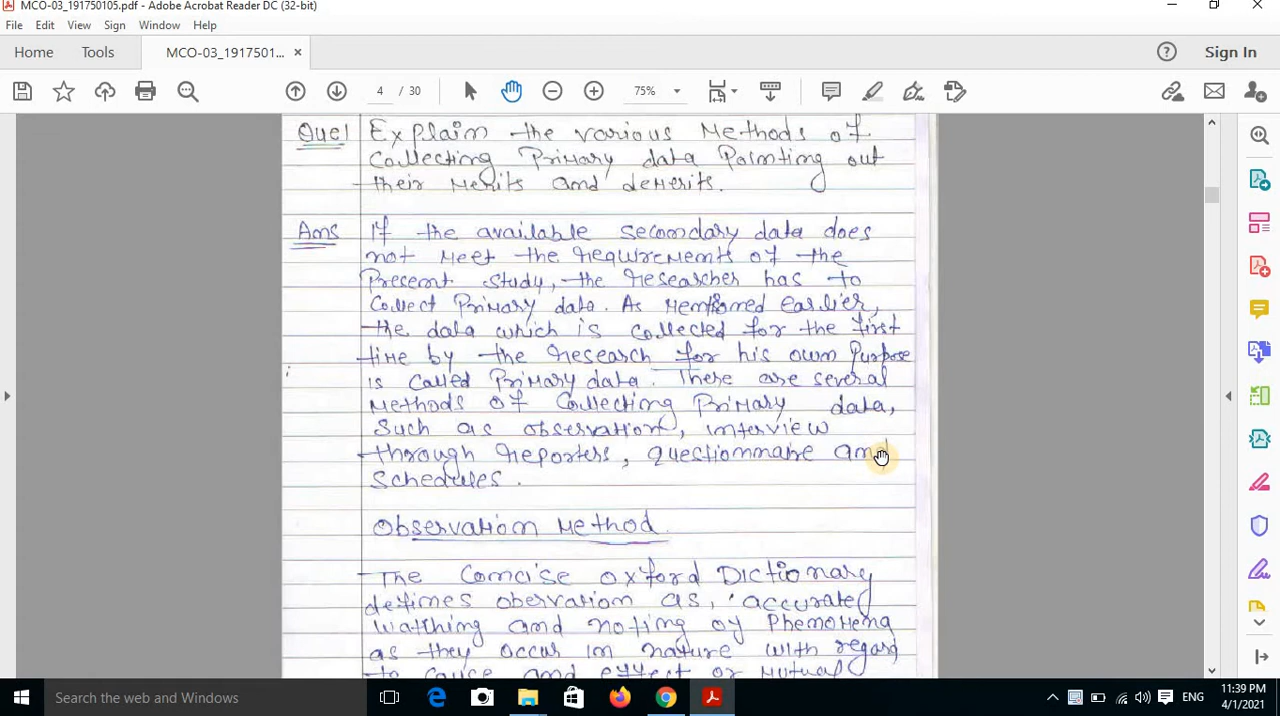 MCO-03_191750105.pdf - Adobe Acrobat Reader DC (32-bit)
File Edit View Sign Window Help
Home Tools MCO-03_1917501... × Sign In
4 / 30 75%
Que1 Explain the various Methods of
Collecting Primary data Pointing out
their Merits and deMerits.
Ans If the available secondary data does
not Meet the requirements of the
Present study, the researcher has to
Collect Primary data. As Mentioned earlier,
the data which is collected for the first
time by the research for his own Purpose
is called Primary data. There are several
Methods of Collecting Primary data,
Such as observation, interview
through reporters, questionnaire and
Schedules.
Observation Method
The Concise oxford Dictionary
defines obervation as, 'accurate
watching and noting of Phenomena
as they occur in nature with regard
to cause and effect or Mutual
Search the web and Windows
ENG
11:39 PM
4/1/2021